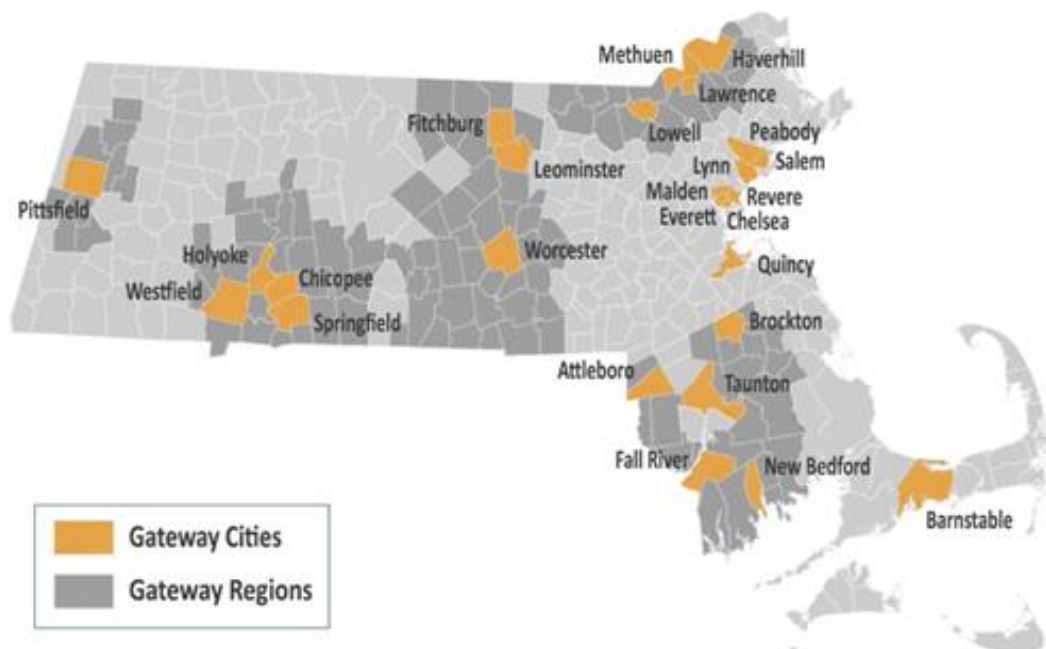 Methuen
Haverhill
Lawrence
Fitchburg
Lowell
Peabody
Leominster
Lynn
Salem
Malden
Revere
Everett
Chelsea
Pittsfield
Holyoke
Worcester
Chicopee
Quincy
Westfield
Springfield
Brockton
Attleboro
Taunton
Fall River
New Bedford
Barnstable
Gateway Cities
Gateway Regions